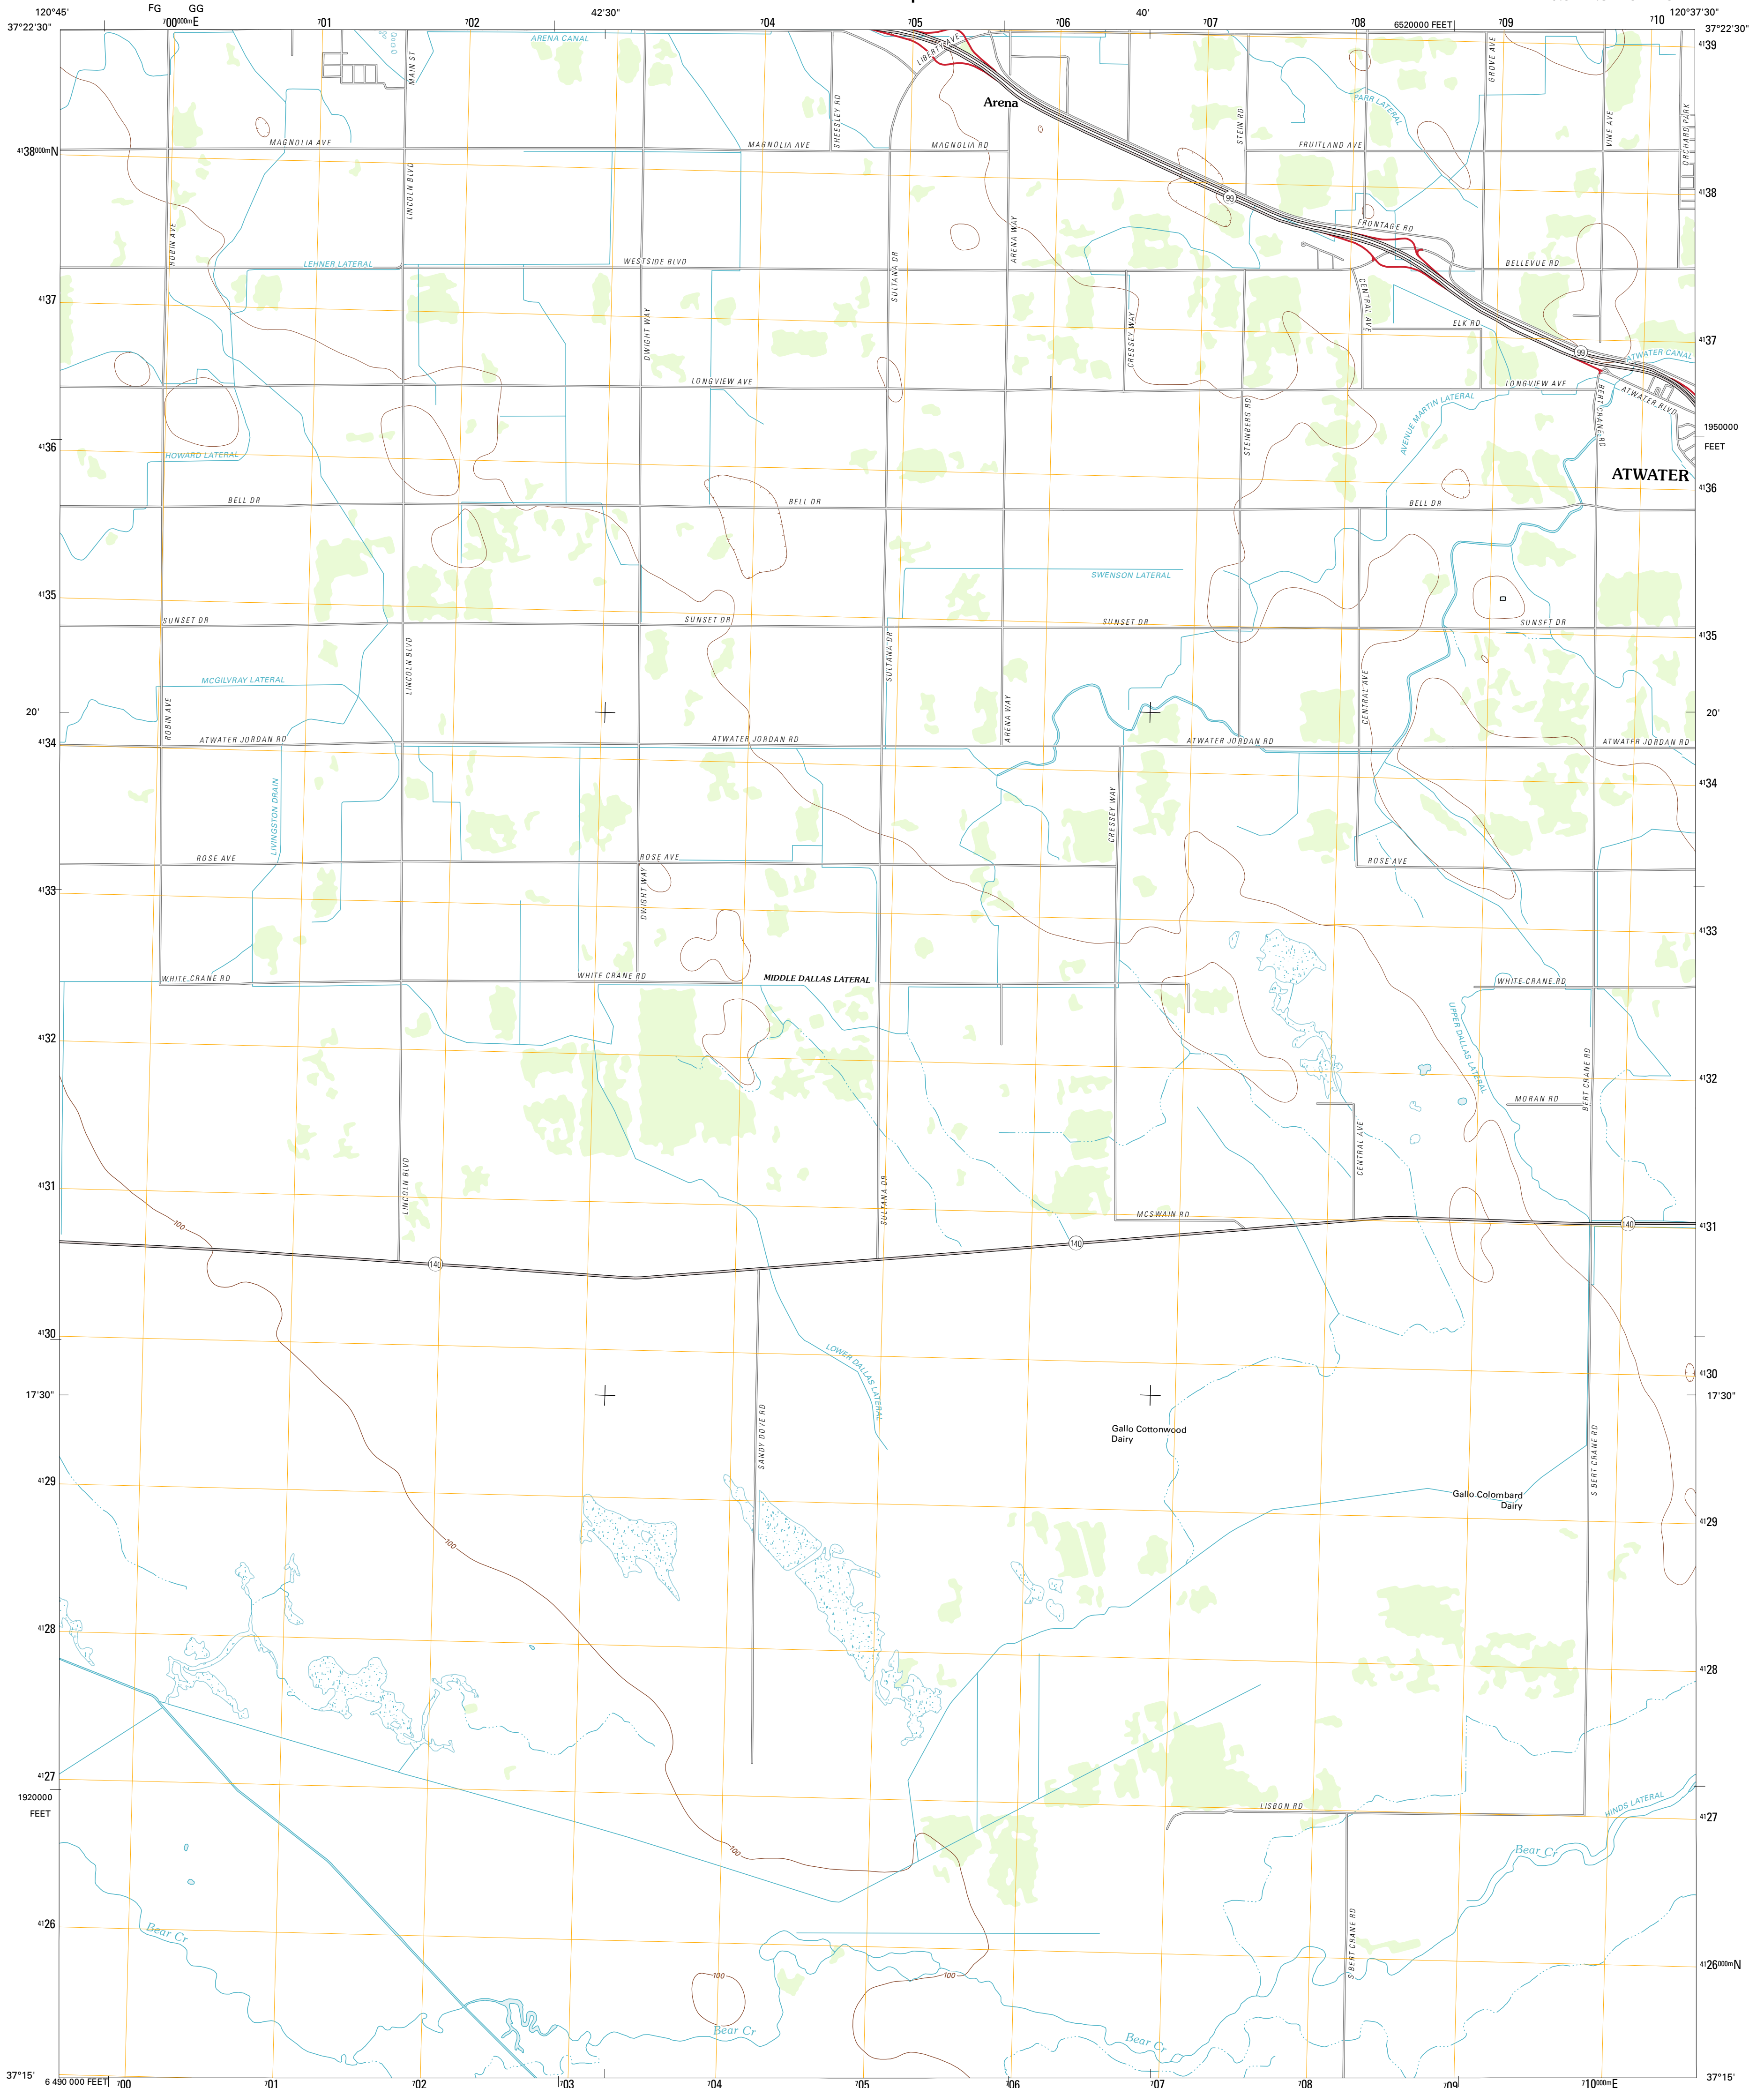 120°45'
FG GG
⁷00⁰⁰⁰ᵐE
⁷01
⁷02
42'30"
⁷04
⁷05
⁷06
40'
⁷07
⁷08
6520000 FEET
⁷09
⁷10
120°37'30"
37°22'30"
37°22'30"
ARENA CANAL
LIBERTY AVE
MAIN ST
GROVE AVE
⁴¹39
Arena
PARR LATERAL
SHEESLEY RD
STEIN RD
VINE AVE
ORCHARD PARK
⁴¹38⁰⁰⁰ᵐN
MAGNOLIA AVE
MAGNOLIA AVE
MAGNOLIA RD
FRUITLAND AVE
LINCOLN BLVD
99
⁴¹38
ROBIN AVE
ARENA WAY
FRONTAGE RD
LEHNER LATERAL
WESTSIDE BLVD
SULTANA DR
BELLEVUE RD
⁴¹37
CENTRAL AVE
DWIGHT WAY
CRESSEY WAY
ELK RD
⁴¹37
99
ATWATER CANAL
LONGVIEW AVE
LONGVIEW AVE
ATWATER BLVD
AVENUE MARTIN LATERAL
STEINBERG RD
BERT CRANE RD
1950000
FEET
⁴¹36
HOWARD LATERAL
ATWATER
⁴¹36
BELL DR
BELL DR
BELL DR
SWENSON LATERAL
⁴¹35
SUNSET DR
SUNSET DR
SUNSET DR
SUNSET DR
⁴¹35
LINCOLN BLVD
SULTANA DR
MCGILVRAY LATERAL
CENTRAL AVE
ROBIN AVE
ARENA WAY
20'
20'
⁴¹34
ATWATER JORDAN RD
ATWATER JORDAN RD
ATWATER JORDAN RD
ATWATER JORDAN RD
⁴¹34
LIVINGSTON DRAIN
CRESSEY WAY
ROSE AVE
ROSE AVE
ROSE AVE
⁴¹33
DWIGHT WAY
⁴¹33
WHITE CRANE RD
WHITE CRANE RD
MIDDLE DALLAS LATERAL
WHITE CRANE RD
UPPER DALLAS LATERAL
⁴¹32
⁴¹32
BERT CRANE RD
MORAN RD
CENTRAL AVE
LINCOLN BLVD
⁴¹31
SULTANA DR
MCSWAIN RD
100
140
140
140
⁴¹31
⁴¹30
LOWER DALLAS LATERAL
⁴¹30
17'30"
17'30"
SANDY DOVE RD
Gallo Cottonwood
Dairy
S BERT CRANE RD
⁴¹29
Gallo Colombard
Dairy
⁴¹29
100
⁴¹28
⁴¹28
⁴¹27
1920000
FEET
LISBON RD
HINDS LATERAL
⁴¹27
100
Bear Cr
⁴¹26
Bear Cr
S BERT CRANE RD
⁴¹26⁰⁰⁰ᵐN
100
100
Bear Cr
Bear Cr
37°15'
37°15'
6 490 000 FEET
⁷00
⁷01
⁷02
⁷03
⁷04
⁷05
⁷06
⁷07
⁷08
⁷09
⁷10⁰⁰⁰ᵐE